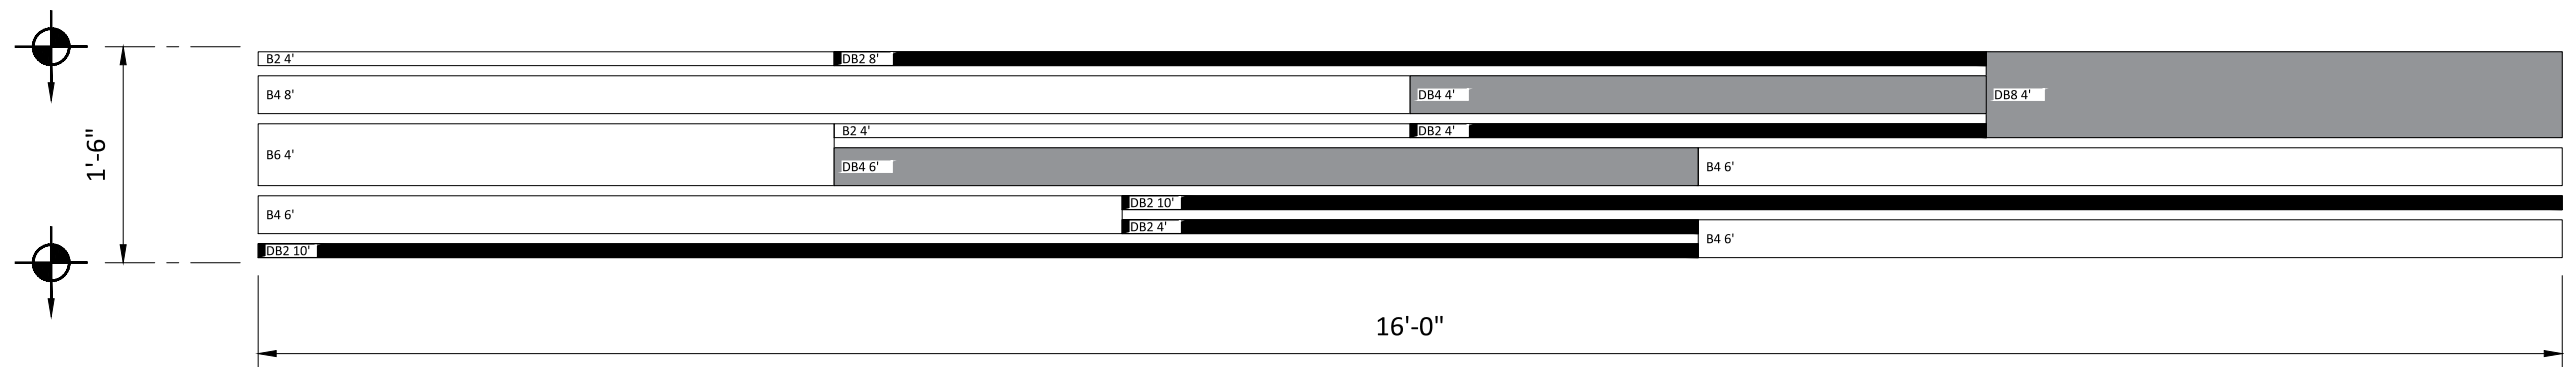 B2 4'
DB2 8'
B4 8'
DB4 4'
DB8 4'
B2 4'
DB2 4'
B6 4'
DB4 6'
B4 6'
1'-6"
B4 6'
DB2 10'
DB2 4'
B4 6'
DB2 10'
16'-0"